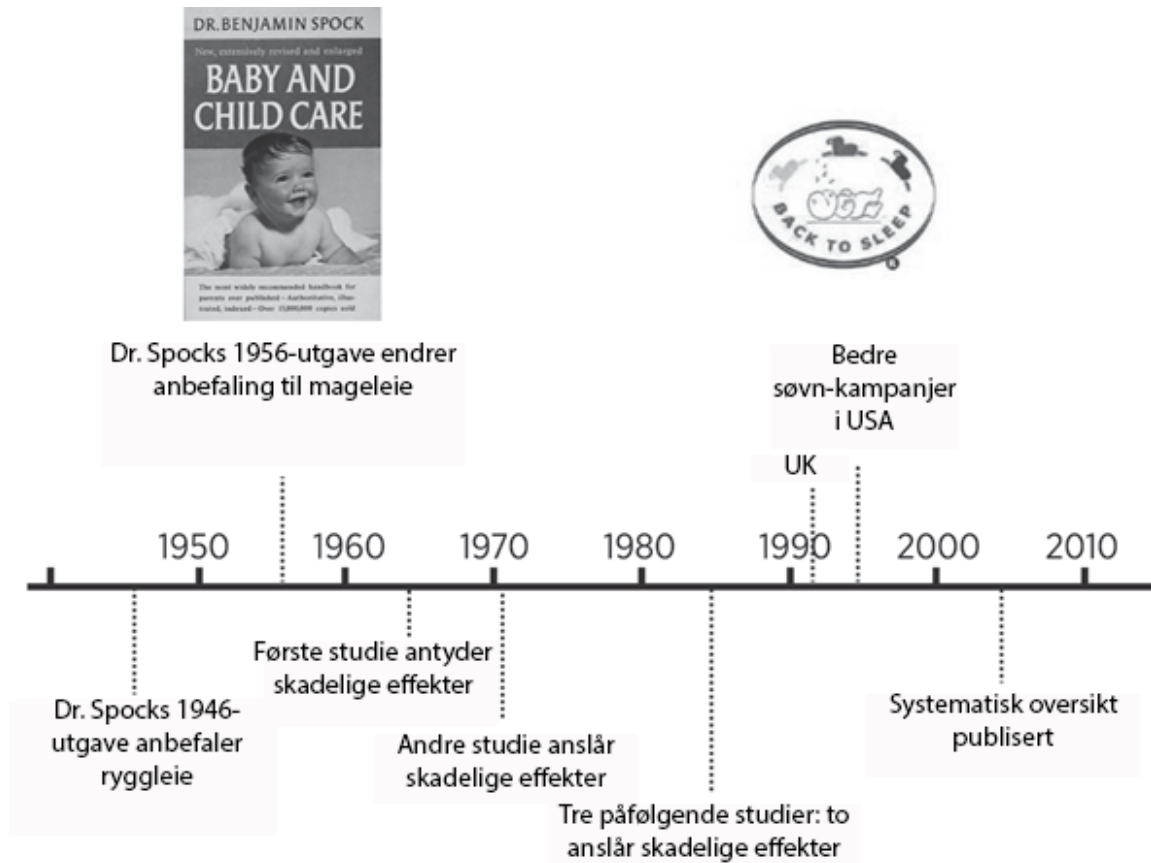 DR. BENJAMIN SPOCK
New, extensively revised and enlarged
BABY AND
CHILD CARE
The most widely recommended handbook for
parents ever published—Authoritative, illus-
trated, indexed—Over 15,000,000 copies sold
BACK TO SLEEP
Dr. Spocks 1956-utgave endrer
anbefaling til mageleie
Bedre
søvn-kampanjer
i USA
UK
1950 1960 1970 1980 1990 2000 2010
Første studie antyder
skadelige effekter
Dr. Spocks 1946-
utgave anbefaler
ryggleie
Andre studie anslår
skadelige effekter
Systematisk oversikt
publisert
Tre påfølgende studier: to
anslår skadelige effekter